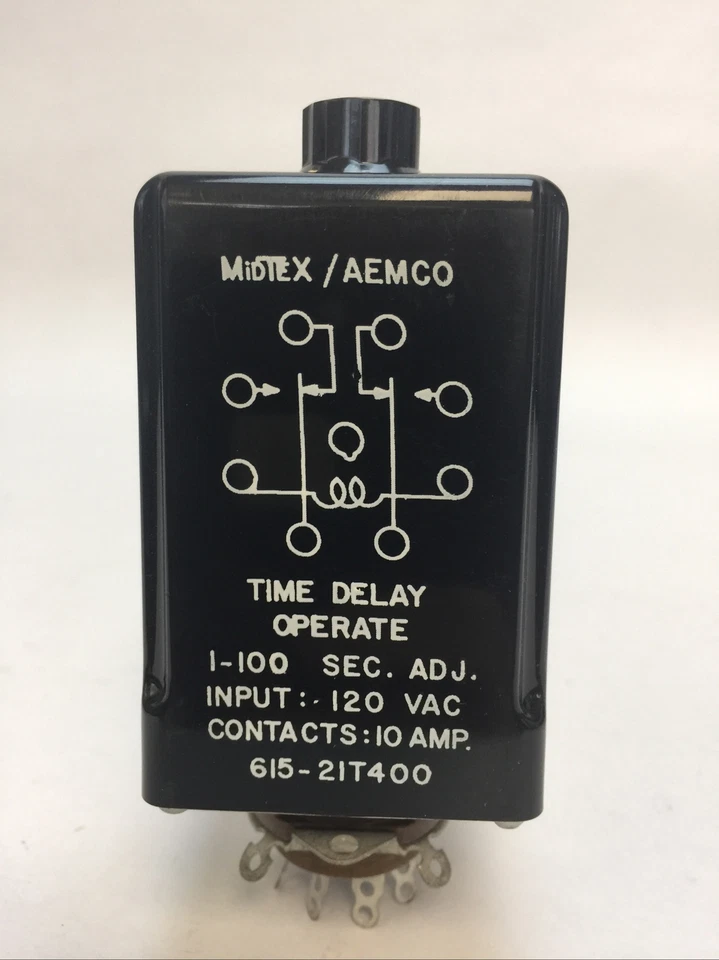 MiDTEX / AEMCO
TIME DELAY
OPERATE
1-100 SEC. ADJ.
INPUT:- 120 VAC
CONTACTS: 10 AMP.
615-21T400